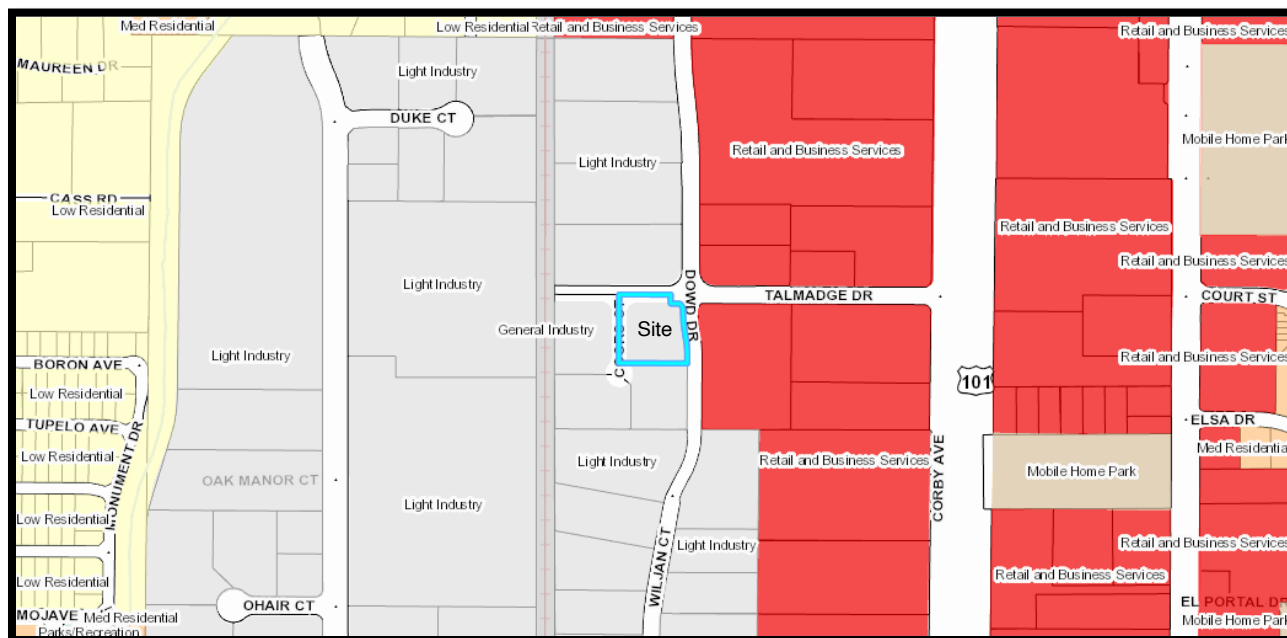 Med Residential
Low Residential
Retail and Business Services
Retail and Business Services
MAUREEN DR
Light Industry
DUKE CT
Retail and Business Services
Mobile Home Park
Light Industry
CASS RD
Low Residential
Retail and Business Services
Retail and Business Services
Light Industry
DOWD DR
TALMADGE DR
COURT ST
General Industry
Site
Light Industry
Retail and Business Services
BORON AVE
101
Low Residential
TUPELO AVE
ELSA DR
Low Residential
MONUMENT DR
Med Residential
Light Industry
Retail and Business Services
CORBY AVE
Mobile Home Park
OAK MANOR CT
Light Industry
Low Residential
WILJAN CT
Light Industry
Retail and Business Services
Low Residential
Retail and Business Services
OHAIR CT
EL PORTAL DR
MOJAVE
Med Residential
Mobile Home Park
Parks/Recreation